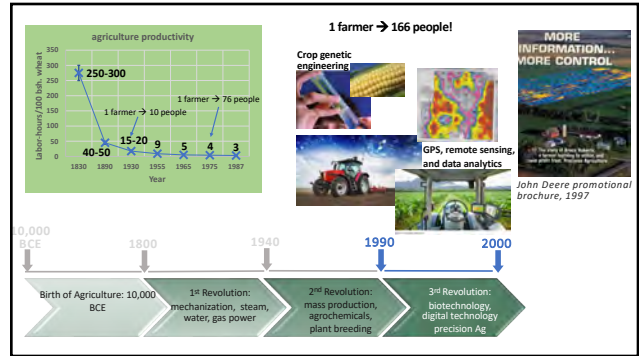 agriculture productivity
Labor-hours/100 bsh. wheat
350
300
250
200
150
100
50
0
250-300
40-50
15-20
9
5
4
3
1 farmer → 10 people
1 farmer → 76 people
1830 1890 1930 1955 1965 1975 1987
Year
1 farmer → 166 people!
Crop genetic
engineering
GPS, remote sensing,
and data analytics
MORE
INFORMATION...
MORE CONTROL
John Deere promotional
brochure, 1997
10,000
BCE
1800
1940
1990
2000
Birth of Agriculture: 10,000
BCE
1st Revolution:
mechanization, steam,
water, gas power
2nd Revolution:
mass production,
agrochemicals,
plant breeding
3rd Revolution:
biotechnology,
digital technology
precision Ag